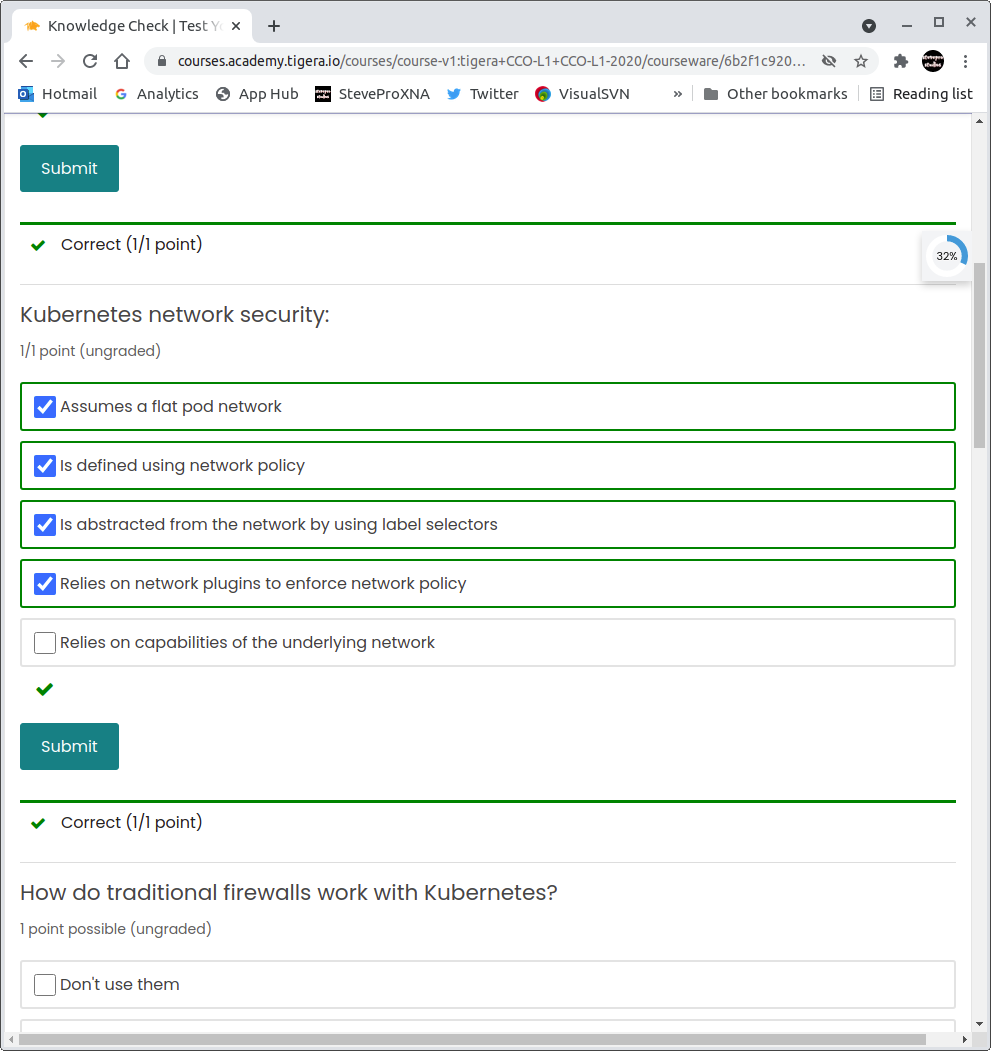 Knowledge Check | Test Yo
courses.academy.tigera.io/courses/course-v1:tigera+CCO-L1+CCO-L1-2020/courseware/6b2f1c920...
Hotmail Analytics App Hub SteveProXNA Twitter VisualSVN » Other bookmarks Reading list
Submit
Correct (1/1 point)
32%
Kubernetes network security:
1/1 point (ungraded)
Assumes a flat pod network
Is defined using network policy
Is abstracted from the network by using label selectors
Relies on network plugins to enforce network policy
Relies on capabilities of the underlying network
Submit
Correct (1/1 point)
How do traditional firewalls work with Kubernetes?
1 point possible (ungraded)
Don't use them